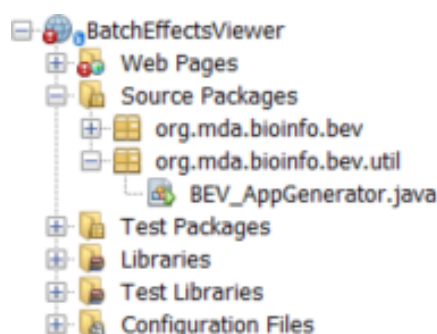 BatchEffectsViewer
Web Pages
Source Packages
org.mda.bioinfo.bev
org.mda.bioinfo.bev.util
BEV_AppGenerator.java
Test Packages
Libraries
Test Libraries
Configuration Files